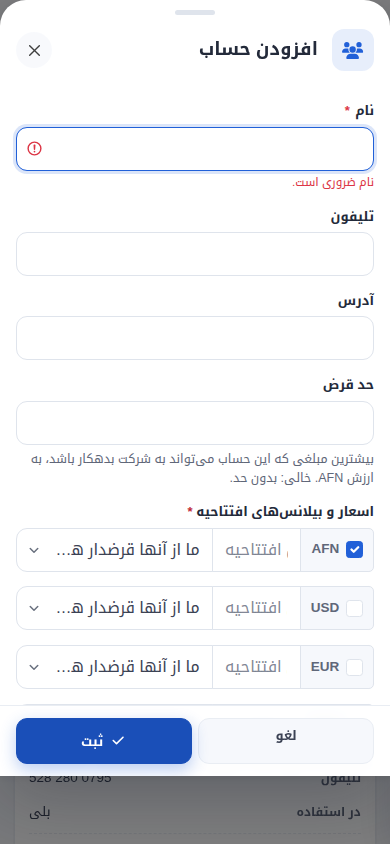 افزودن حساب
نام *
نام ضروری است.
تلیفون
آدرس
حد قرض
بیشترین مبلغی که این حساب می‌تواند به شرکت بدهکار باشد، به
ارزش AFN. خالی: بدون حد.
اسعار و بیلانس‌های افتتاحیه *
AFN افتتاحیه ما از آنها قرضدار ه...
USD افتتاحیه ما از آنها قرضدار ه...
EUR افتتاحیه ما از آنها قرضدار ه...
لغو ثبت
تلیفون 0795 280 528
در استفاده بلی